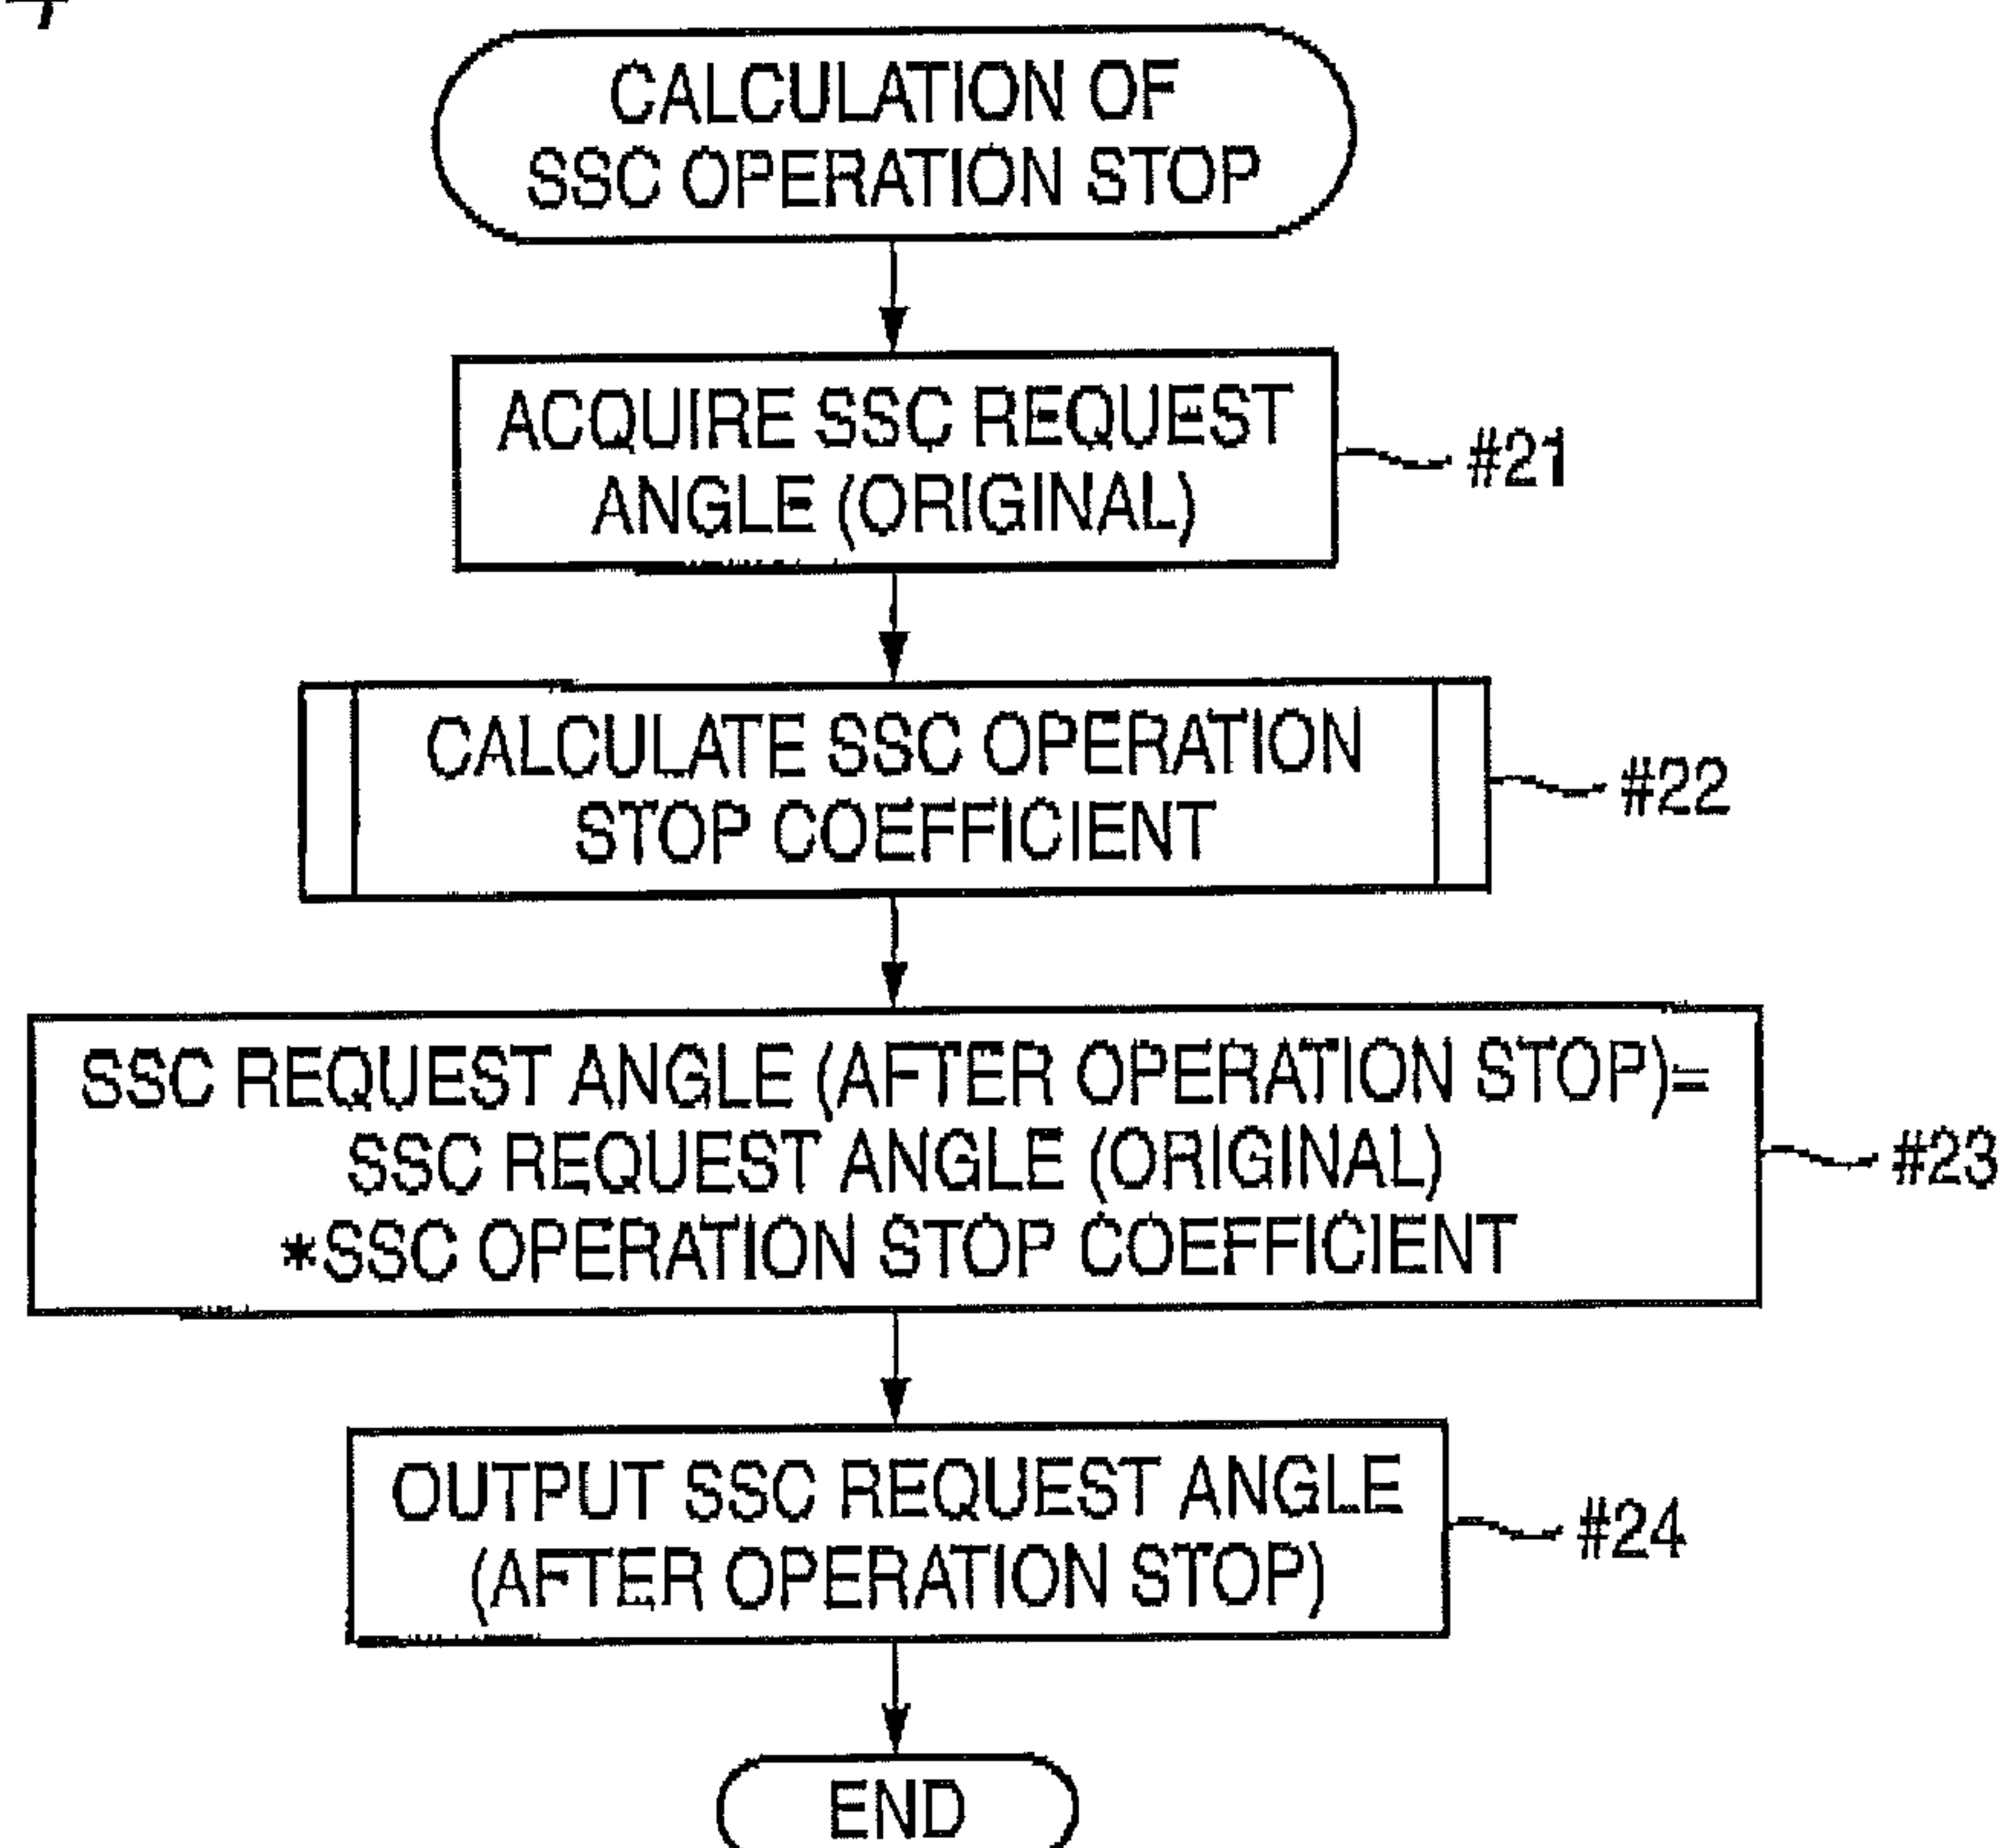 CALCULATION OF
SSC OPERATION STOP
ACQUIRE SSC REQUEST
ANGLE (ORIGINAL)
#21
CALCULATE SSC OPERATION
STOP COEFFICIENT
#22
SSC REQUEST ANGLE (AFTER OPERATION STOP)=
SSC REQUEST ANGLE (ORIGINAL)
*SSC OPERATION STOP COEFFICIENT
#23
OUTPUT SSC REQUEST ANGLE
(AFTER OPERATION STOP)
#24
END